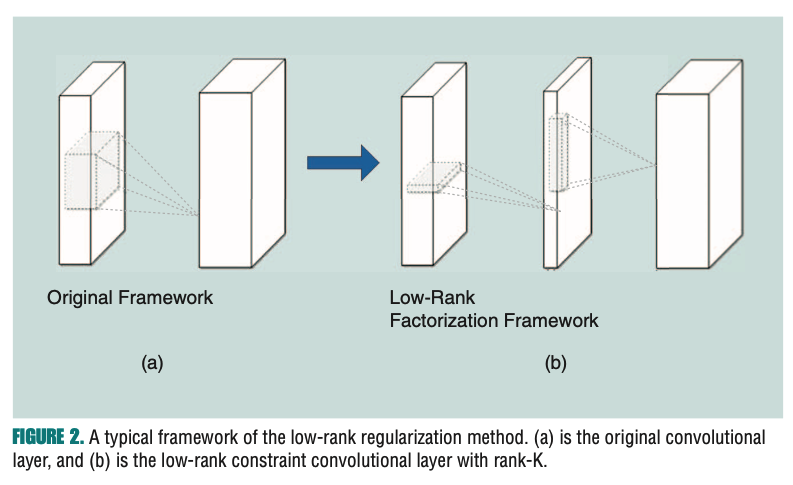 Original Framework
Low-Rank
Factorization Framework
(a)
(b)
FIGURE 2. A typical framework of the low-rank regularization method. (a) is the original convolutional
layer, and (b) is the low-rank constraint convolutional layer with rank-K.